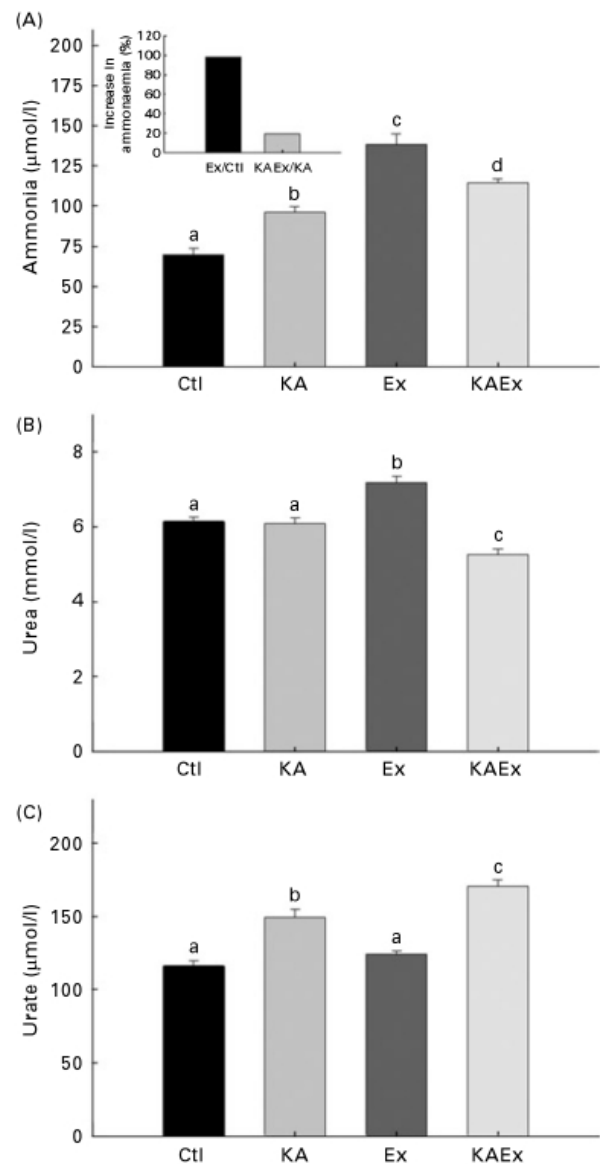 (A)
Ammonia (μmol/l)
200
175
150
125
100
75
50
25
0
Increase in
ammonaemia (%)
120
100
80
60
40
20
0
Ex/Ctl KAEx/KA
a
b
c
d
Ctl KA Ex KAEx
(B)
Urea (mmol/l)
8
6
4
2
0
a
a
b
c
Ctl KA Ex KAEx
(C)
Urate (μmol/l)
200
150
100
50
0
a
b
a
c
Ctl KA Ex KAEx